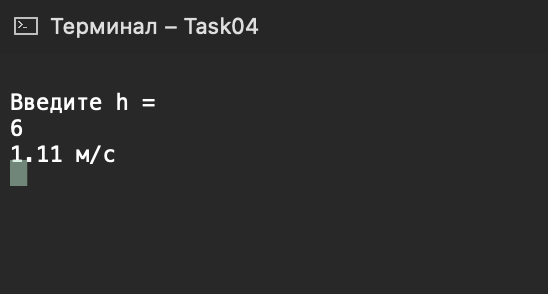 Терминал – Task04
Введите h =
6
1.11 м/с